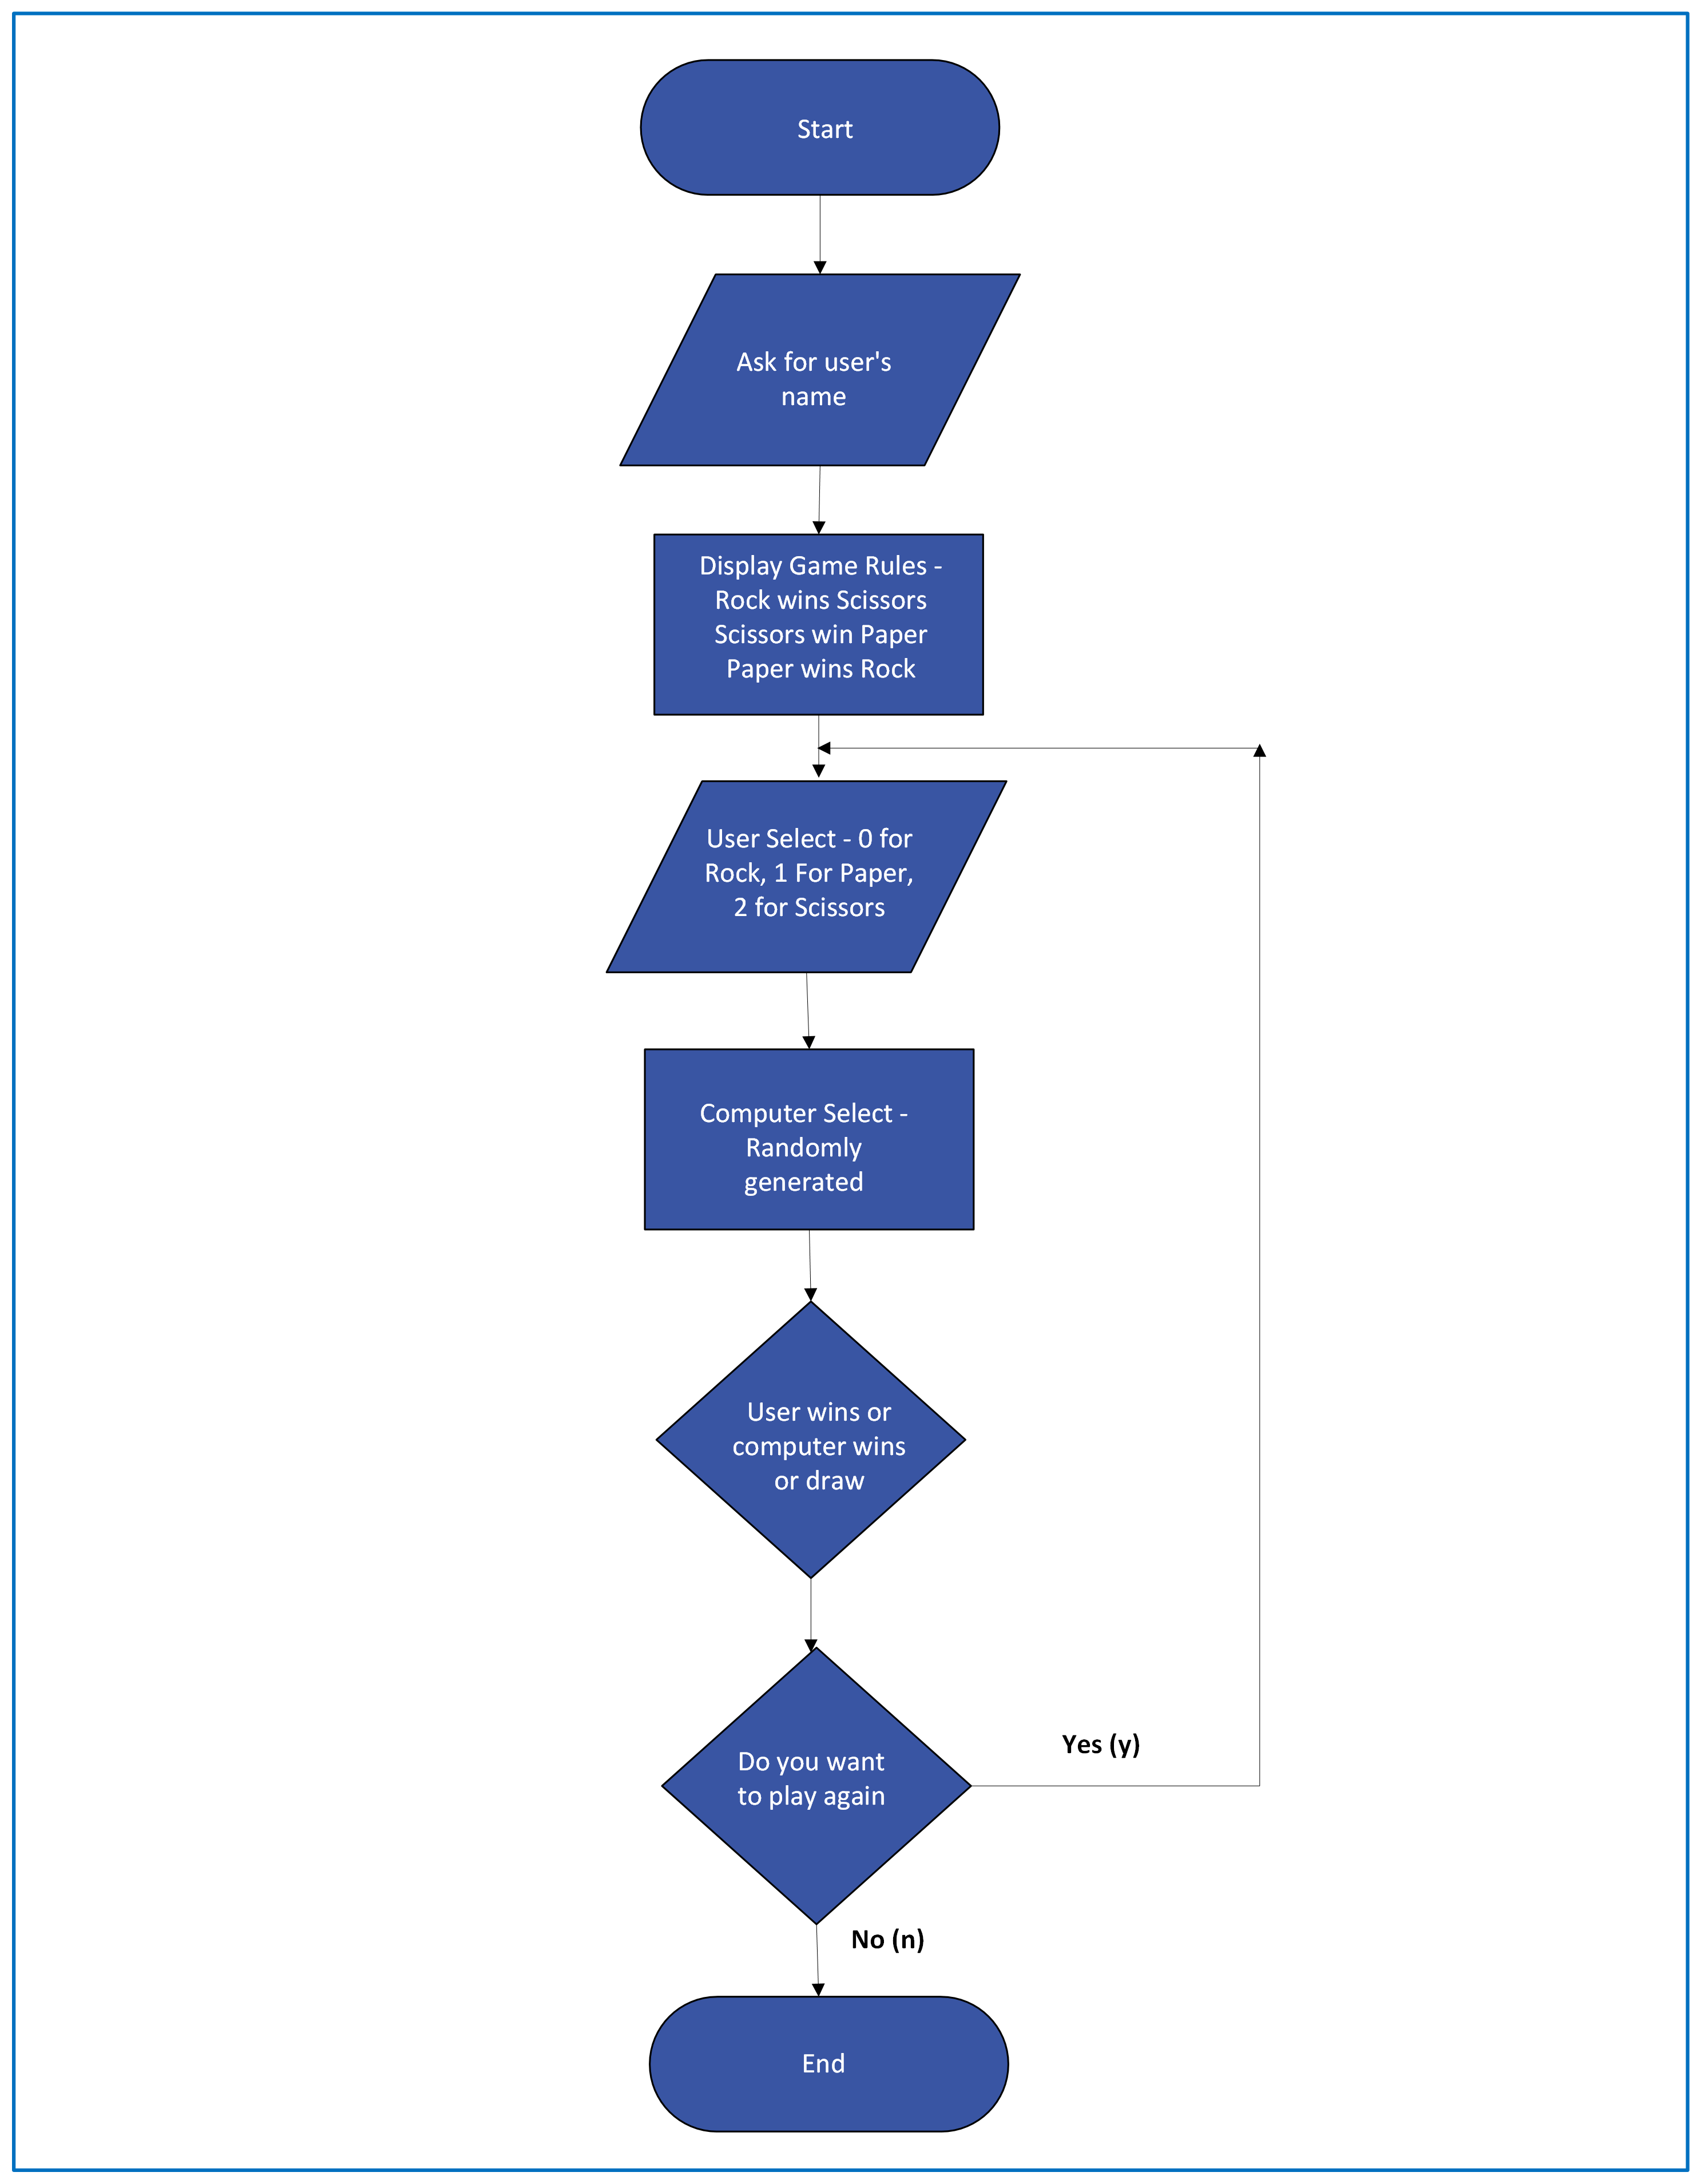 Start
Ask for user's
name
Display Game Rules -
Rock wins Scissors
Scissors win Paper
Paper wins Rock
User Select - 0 for
Rock, 1 For Paper,
2 for Scissors
Computer Select -
Randomly
generated
User wins or
computer wins
or draw
Do you want
to play again
Yes (y)
No (n)
End